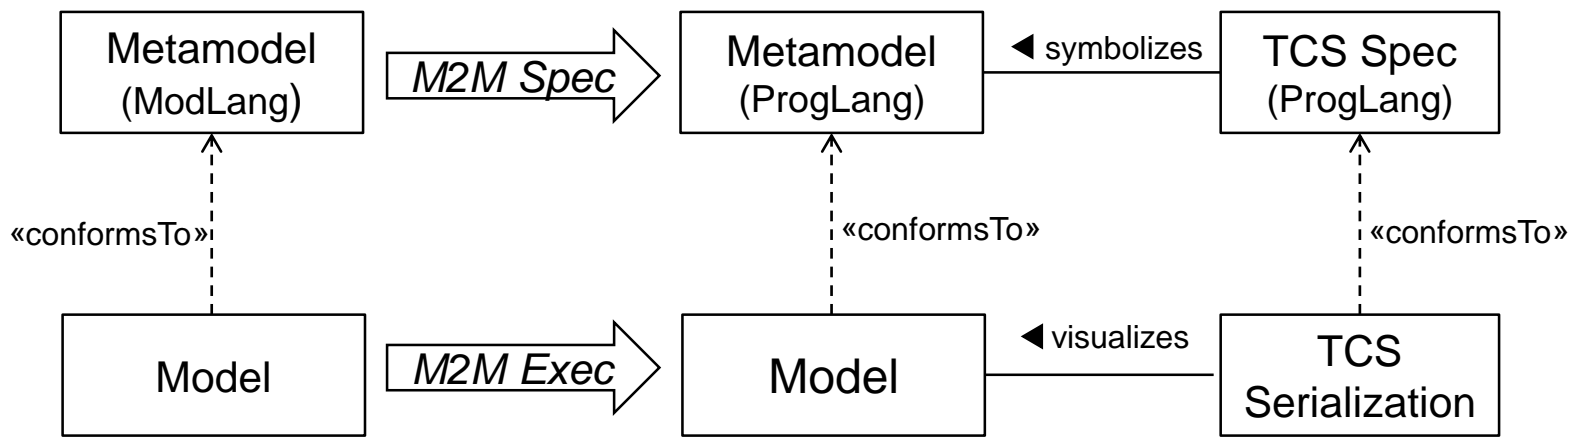 Metamodel
(ModLang)
M2M Spec
Metamodel
(ProgLang)
◀ symbolizes
TCS Spec
(ProgLang)
«conformsTo»
«conformsTo»
«conformsTo»
Model
M2M Exec
Model
◀ visualizes
TCS
Serialization